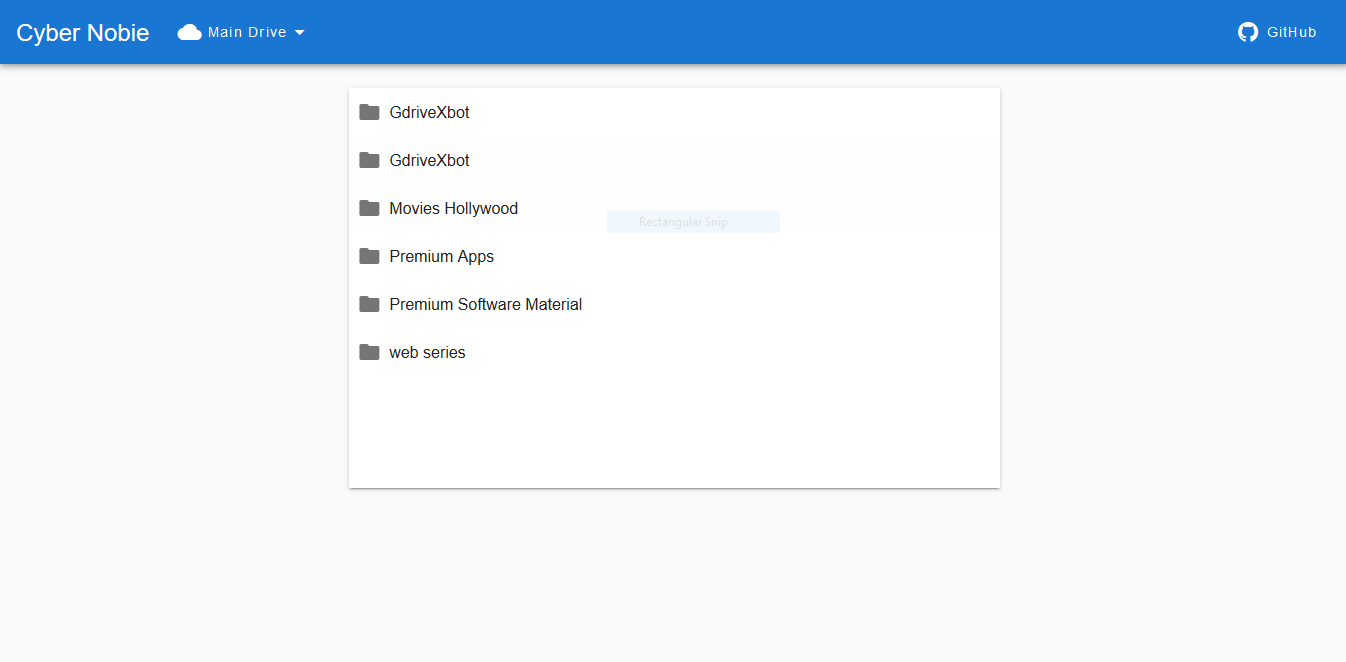 Cyber Nobie Main Drive GitHub
GdriveXbot
GdriveXbot
Movies Hollywood
Rectangular Snip
Premium Apps
Premium Software Material
web series